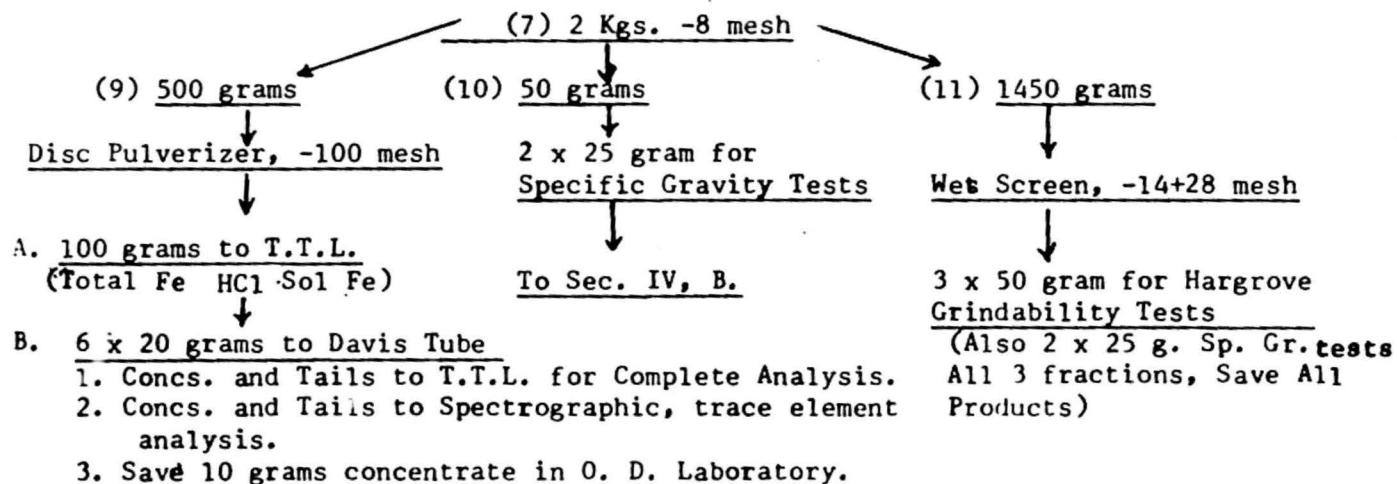 (7) 2 Kgs. -8 mesh
(9) 500 grams
(10) 50 grams
(11) 1450 grams
Disc Pulverizer, -100 mesh
2 x 25 gram for
Specific Gravity Tests
Wet Screen, -14+28 mesh
A. 100 grams to T.T.L.
(Total Fe HCl Sol Fe)
To Sec. IV, B.
3 x 50 gram for Hargrove
Grindability Tests
(Also 2 x 25 g. Sp. Gr. tests
All 3 fractions, Save All
Products)
B. 6 x 20 grams to Davis Tube
1. Concs. and Tails to T.T.L. for Complete Analysis.
2. Concs. and Tails to Spectrographic, trace element
analysis.
3. Save 10 grams concentrate in O. D. Laboratory.